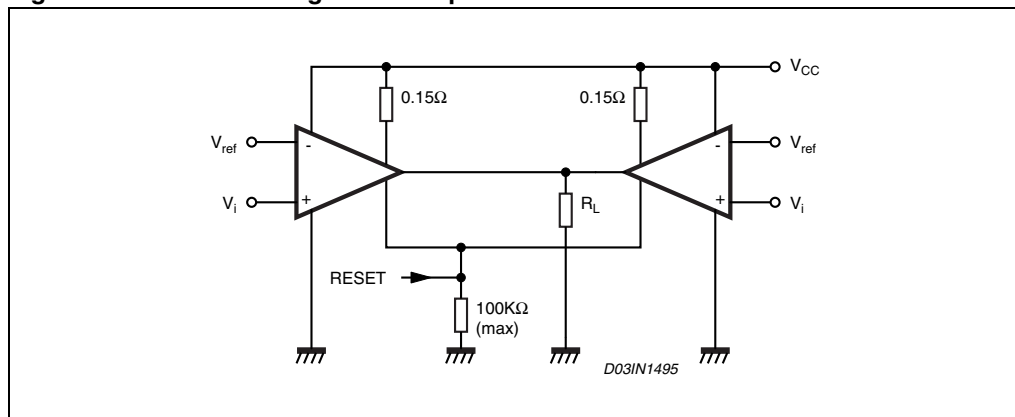 V_CC
0.15Ω
0.15Ω
V_ref
-
-
V_ref
V_i
+
+
V_i
R_L
RESET
100KΩ
(max)
D03IN1495